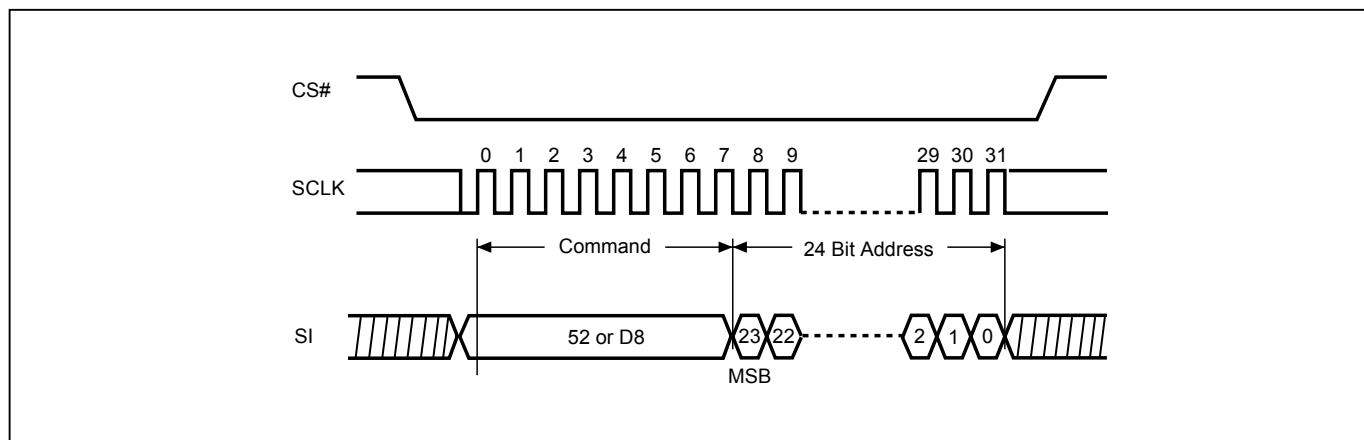 CS#
0 1 2 3 4 5 6 7 8 9 29 30 31
SCLK
Command 24 Bit Address
SI 52 or D8 23 22 2 1 0
MSB